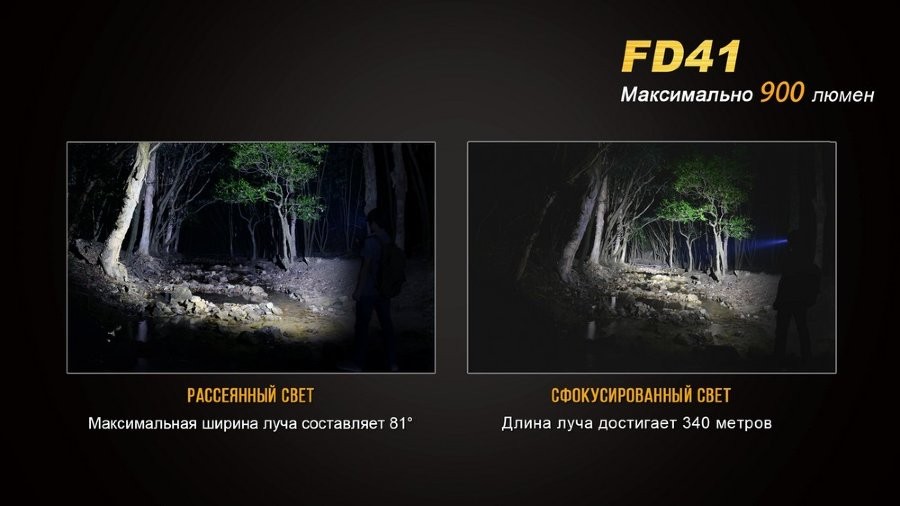 FD41
Максимально 900 люмен
РАССЕЯННЫЙ СВЕТ
Максимальная ширина луча составляет 81°
СФОКУСИРОВАННЫЙ СВЕТ
Длина луча достигает 340 метров